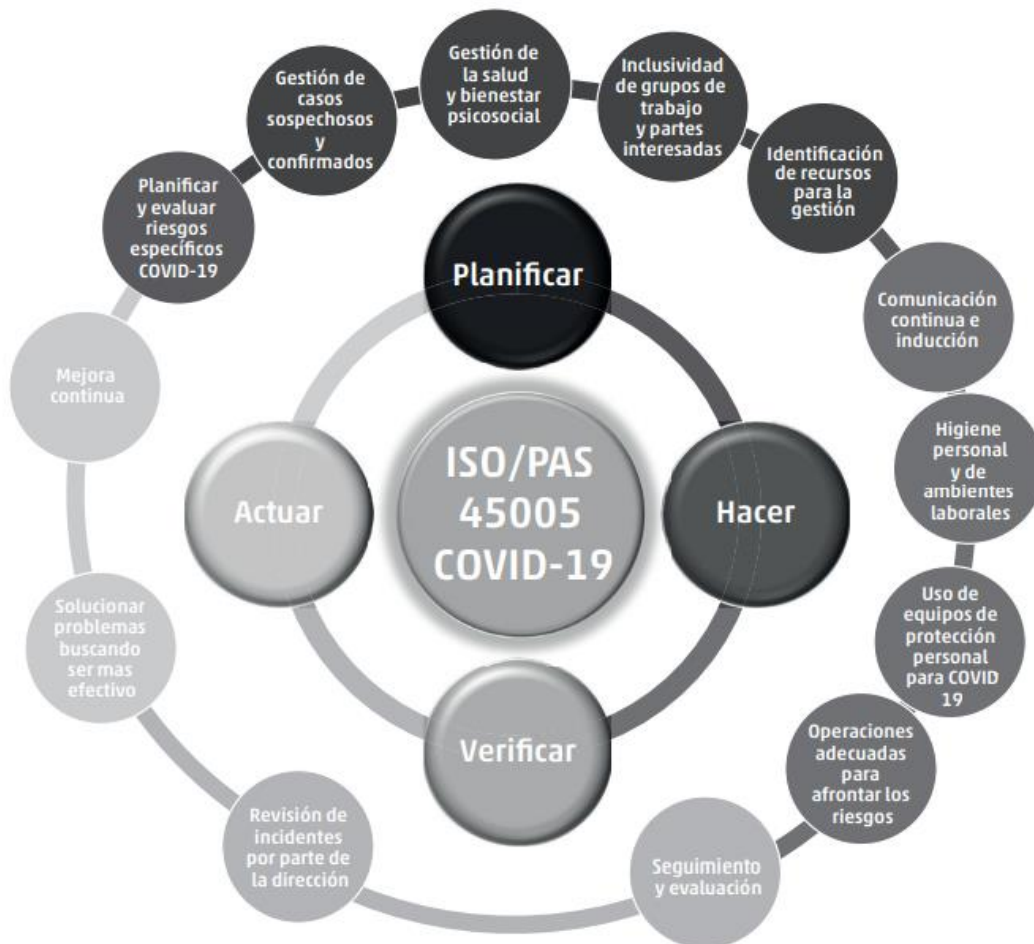 Gestión de
la salud
y bienestar
psicosocial
Inclusividad
de grupos de
trabajo
y partes
interesadas
Identificación
de recursos
para la
gestión
Comunicación
continua e
inducción
Higiene
personal
y de
ambientes
laborales
Uso de
equipos de
protección
personal
para COVID
19
Operaciones
adecuadas
para
afrontar los
riesgos
Seguimiento
y evaluación
Revisión de
incidentes
por parte de
la dirección
Solucionar
problemas
buscando
ser mas
efectivo
Mejora
continua
Planificar
y evaluar
riesgos
específicos
COVID-19
Gestión de
casos
sospechosos
y
confirmados
Planificar
Hacer
Verificar
Actuar
ISO/PAS
45005
COVID-19